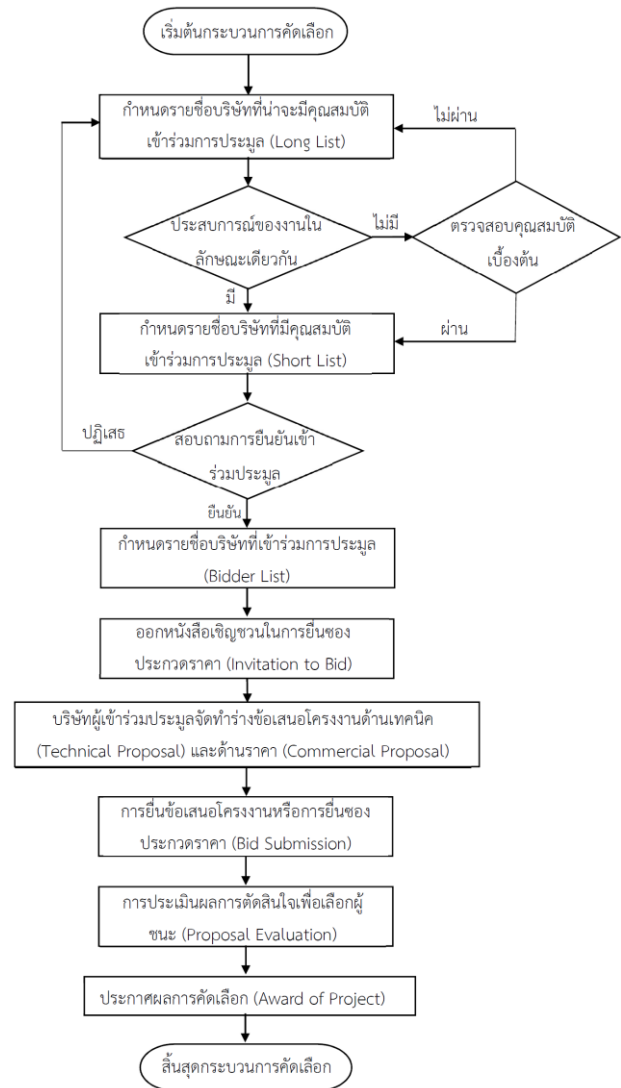 เริ่มต้นกระบวนการคัดเลือก
กำหนดรายชื่อบริษัทที่น่าจะมีคุณสมบัติ
เข้าร่วมการประมูล (Long List)
ไม่ผ่าน
ประสบการณ์ของงานใน
ลักษณะเดียวกัน
ไม่มี
ตรวจสอบคุณสมบัติ
เบื้องต้น
มี
กำหนดรายชื่อบริษัทที่มีคุณสมบัติ
เข้าร่วมการประมูล (Short List)
ผ่าน
ปฏิเสธ
สอบถามการยืนยันเข้า
ร่วมประมูล
ยืนยัน
กำหนดรายชื่อบริษัทที่เข้าร่วมการประมูล
(Bidder List)
ออกหนังสือเชิญชวนในการยื่นซอง
ประกวดราคา (Invitation to Bid)
บริษัทผู้เข้าร่วมประมูลจัดทำร่างข้อเสนอโครงงานด้านเทคนิค
(Technical Proposal) และด้านราคา (Commercial Proposal)
การยื่นข้อเสนอโครงงานหรือการยื่นซอง
ประกวดราคา (Bid Submission)
การประเมินผลการตัดสินใจเพื่อเลือกผู้
ชนะ (Proposal Evaluation)
ประกาศผลการคัดเลือก (Award of Project)
สิ้นสุดกระบวนการคัดเลือก